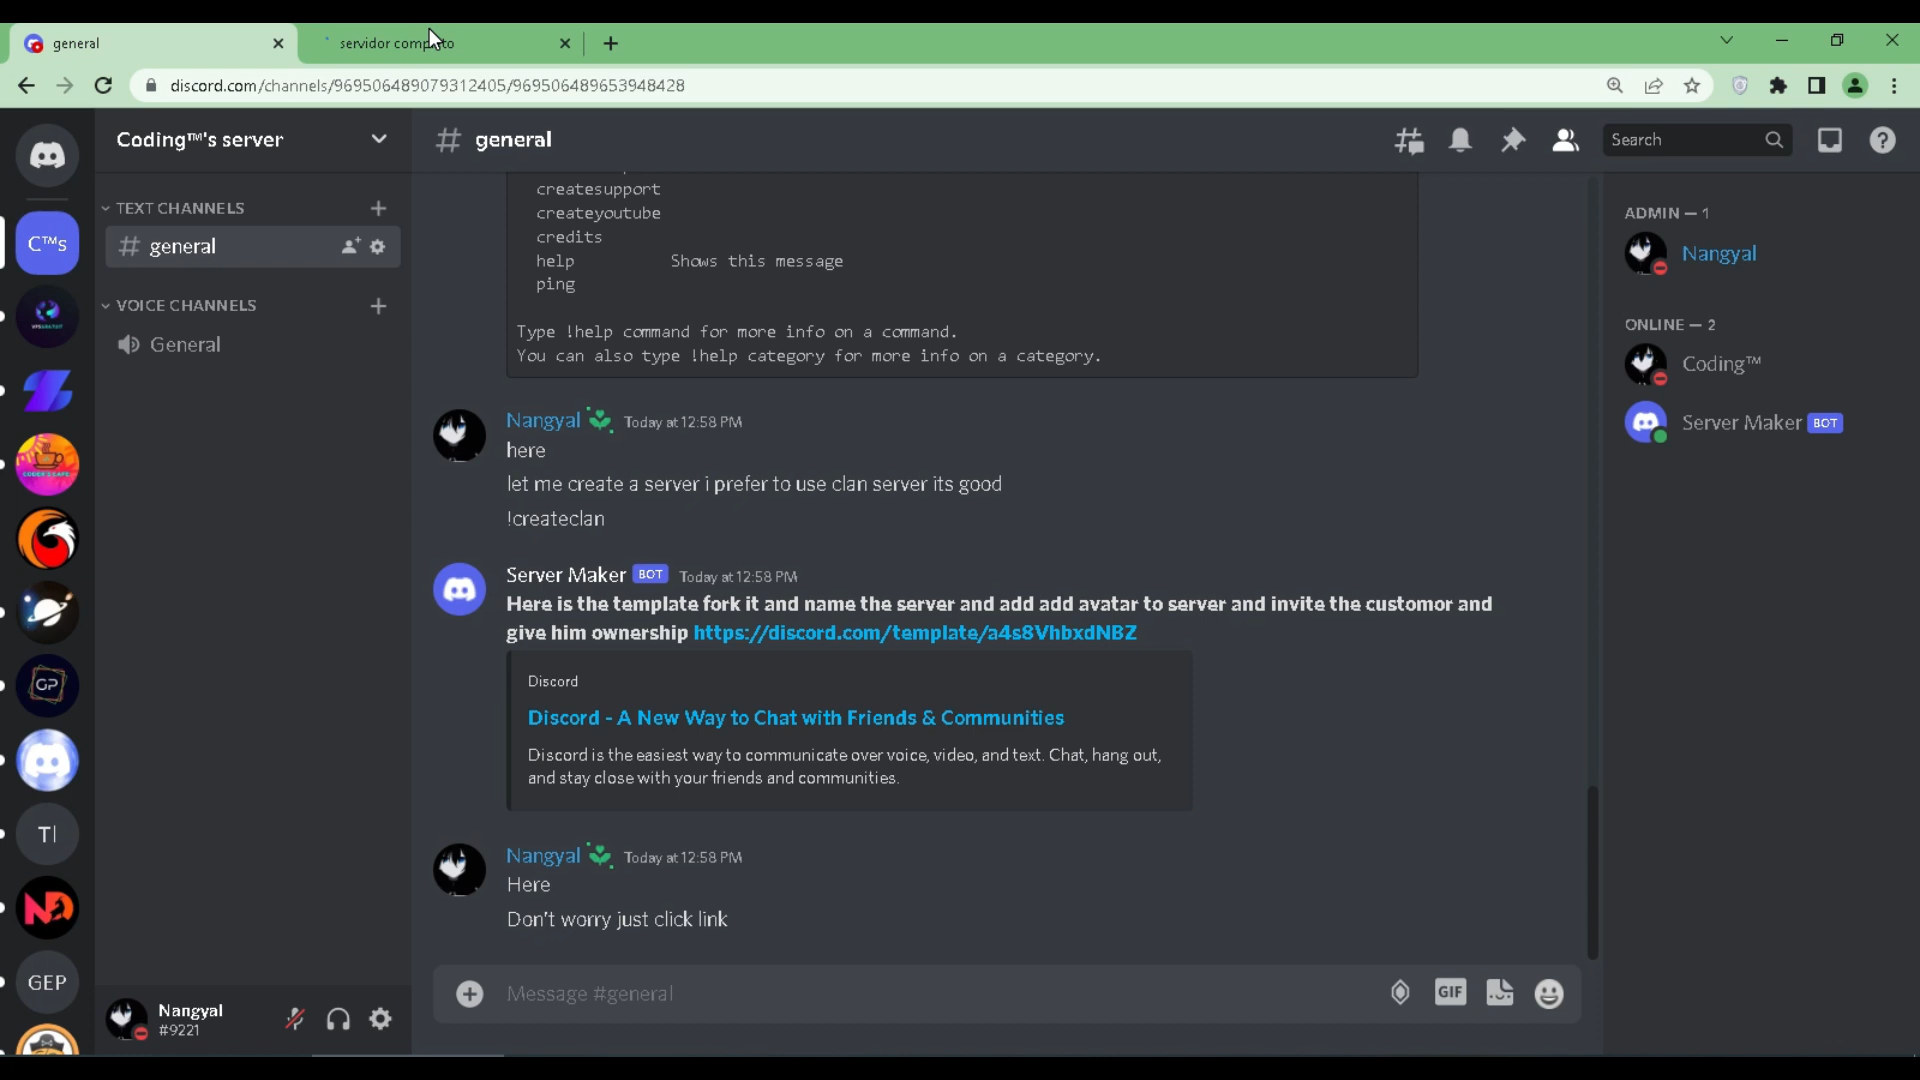 general
servidor completo
discord.com/channels/969506489079312405/969506489653948428
Coding™'s server
general
Search
TEXT CHANNELS
general
VOICE CHANNELS
General
C™s
GP
TI
GEP
Nangyal
#9221
createsupport
createyoutube
credits
help Shows this message
ping
Type !help command for more info on a command.
You can also type !help category for more info on a category.
Nangyal Today at 12:58 PM
here
let me create a server i prefer to use clan server its good
!createclan
Server Maker BOT Today at 12:58 PM
Here is the template fork it and name the server and add add avatar to server and invite the customor and
give him ownership https://discord.com/template/a4s8VhbxdNBZ
Discord
Discord - A New Way to Chat with Friends & Communities
Discord is the easiest way to communicate over voice, video, and text. Chat, hang out,
and stay close with your friends and communities.
Nangyal Today at 12:58 PM
Here
Don't worry just click link
Message #general
GIF
ADMIN — 1
Nangyal
ONLINE — 2
Coding™
Server Maker BOT